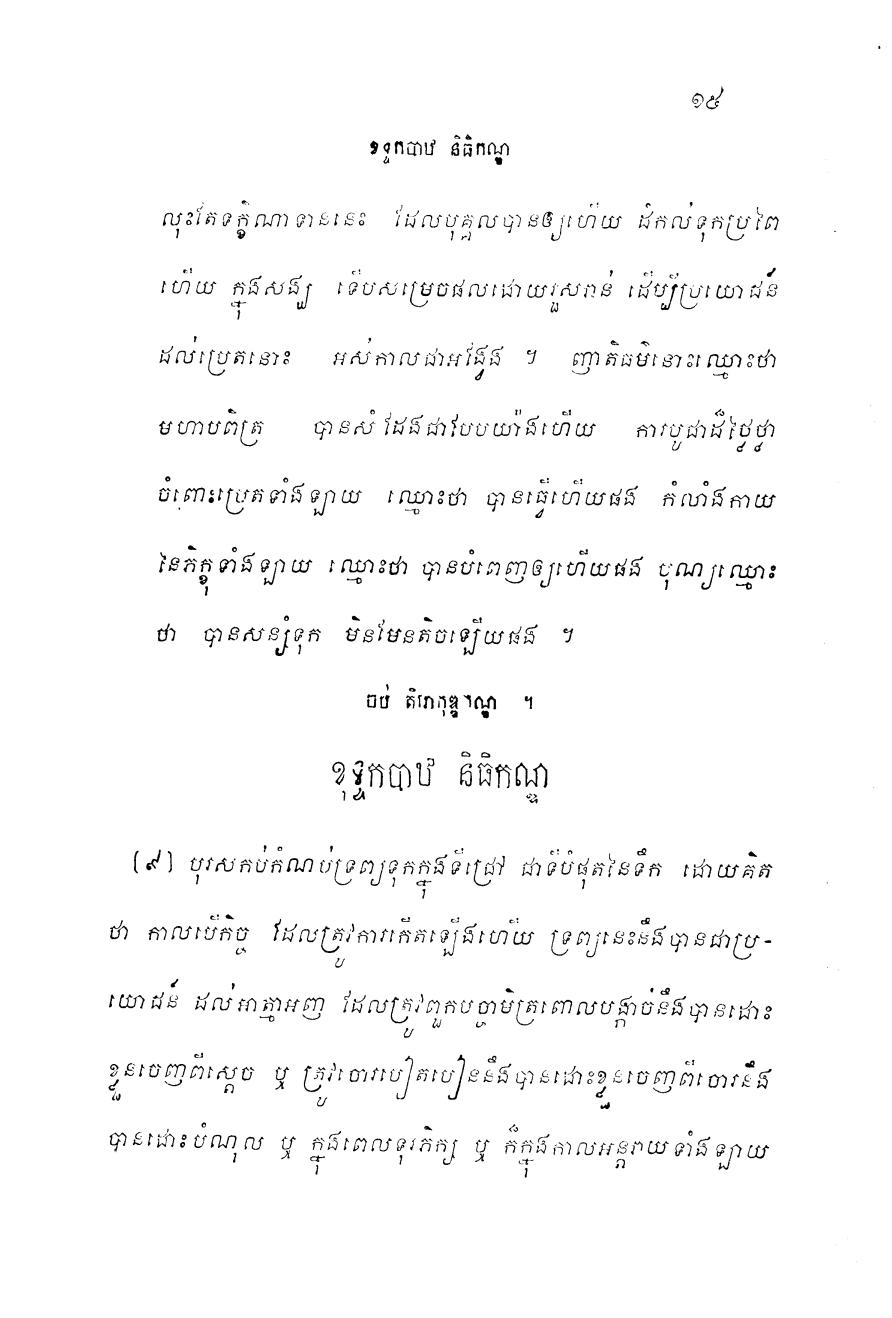 ១៩
ខុទ្ទកបាឋ និធិកណ្ឌ
លុះតែទក្ខិណាទាននេះ ដែលបុគ្គលបានឲ្យហើយ ដំកល់ទុកប្រពៃ
ហើយ ក្នុងសង្ឃ ទើបសម្រេចផលដោយរួសរាន់ ដើម្បីប្រយោជន៍
ដល់ប្រេតនោះ អស់កាលជាអង្វែង ។ ញាតិធម៌នោះឈ្មោះថា
មហាបពិត្រ បានសំដែងជាបែបយ៉ាងហើយ ការបូជាដ៏ថ្លៃថ្លា
ចំពោះប្រេតទាំងឡាយ ឈ្មោះថា បានធ្វើហើយផង កំលាំងកាយ
នៃភិក្ខុទាំងឡាយ ឈ្មោះថា បានបំពេញឲ្យហើយផង បុណ្យឈ្មោះ
ថា បានសន្សំទុក មិនមែនតិចឡើយផង ។
ចប់ តិរោកុឌ្ឌកណ្ឌ ។
ខុទ្ទកបាឋ និធិកណ្ឌ
(៩) បុរសកប់កំណប់ទ្រព្យទុកក្នុងទីជ្រៅ ជាទីបំផុតនៃទឹក ដោយគិត
ថា កាលបើកិច្ច ដែលត្រូវការកើតឡើងហើយ ទ្រព្យនេះនឹងបានជាប្រ-
យោជន៍ ដល់អាត្មាអញ ដែលត្រូវពួកបច្ចាមិត្រពោលបង្កាច់នឹងបានដោះ
ខ្លួនចេញពីស្តេច ឬ ត្រូវចោរបៀតបៀននឹងបានដោះខ្លួនចេញពីចោរនឹង
បានដោះបំណុល ឬ ក្នុងពេលទុរភិក្ស ឬ ក៏ក្នុងកាលអន្តរាយទាំងឡាយ